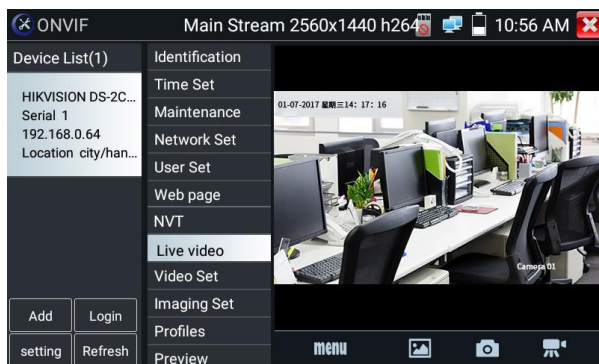 ONVIF
Main Stream 2560x1440 h264
10:56 AM
Device List(1)
HIKVISION DS-2C...
Serial 1
192.168.0.64
Location city/han...
Add
Login
setting
Refresh
Identification
Time Set
Maintenance
Network Set
User Set
Web page
NVT
Live video
Video Set
Imaging Set
Profiles
Preview
01-07-2017 星期三14：17：16
Camera 01
menu